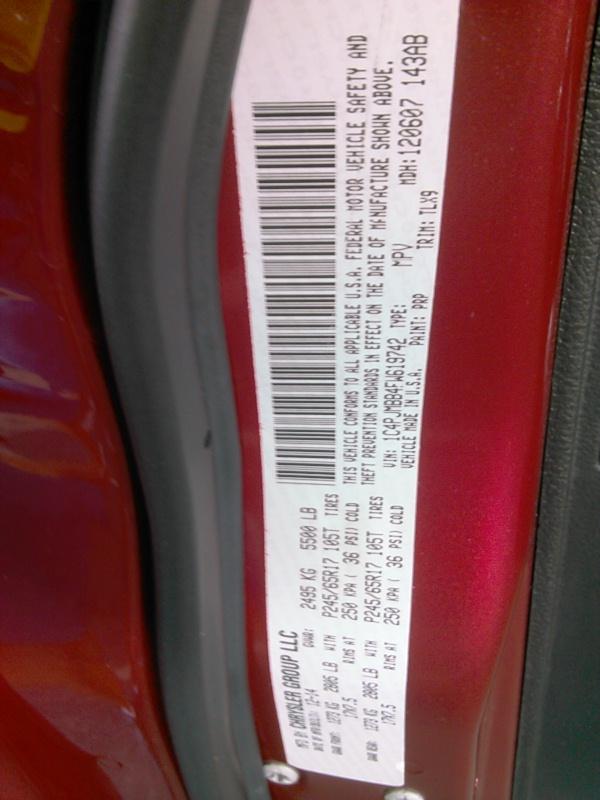 MFD BY CHRYSLER GROUP LLC
DATE OF MFR 12-14 GVWR: 2495 KG 5500 LB
GAWR FRONT: 1273 KG 2805 LB WITH P245/65R17 105T TIRES
17X7.5 RIMS AT 250 KPA ( 36 PSI) COLD
GAWR REAR: 1273 KG 2805 LB WITH P245/65R17 105T TIRES
17X7.5 RIMS AT 250 KPA ( 36 PSI) COLD
THIS VEHICLE CONFORMS TO ALL APPLICABLE U.S.A. FEDERAL MOTOR VEHICLE SAFETY AND
THEFT PREVENTION STANDARDS IN EFFECT ON THE DATE OF MANUFACTURE SHOWN ABOVE.
VIN: 1C4PJMBB4FW619742 TYPE: MPV MDH: 120607 143AB
VEHICLE MADE IN U.S.A. PAINT: PRP TRIM: TLX9